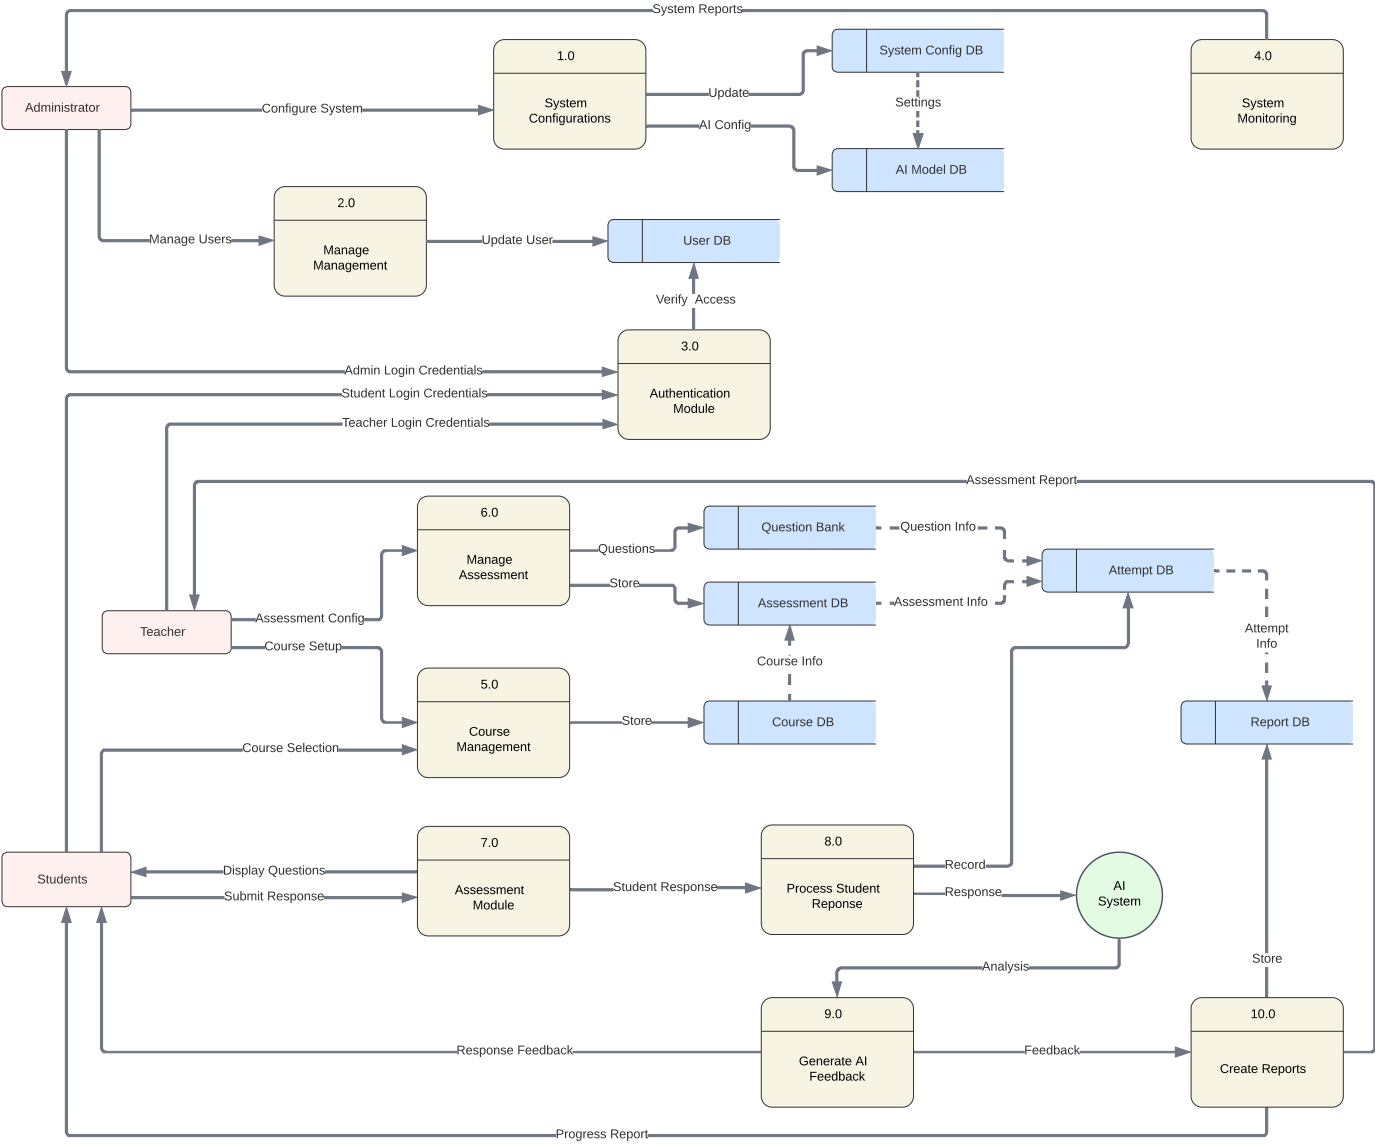 System Reports
1.0
System
Configurations
System Config DB
4.0
System
Monitoring
Administrator
Configure System
Update
Settings
AI Config
AI Model DB
2.0
Manage
Management
Manage Users
Update User
User DB
Verify Access
3.0
Authentication
Module
Admin Login Credentials
Student Login Credentials
Teacher Login Credentials
Assessment Report
6.0
Manage
Assessment
Questions
Question Bank
Question Info
Attempt DB
Store
Assessment DB
Assessment Info
Attempt
Info
Teacher
Assessment Config
Course Setup
Course Info
5.0
Course
Management
Store
Course DB
Report DB
Course Selection
7.0
Assessment
Module
8.0
Process Student
Reponse
Students
Display Questions
Submit Response
Student Response
Record
Response
AI
System
Analysis
Store
9.0
Generate AI
Feedback
10.0
Create Reports
Response Feedback
Feedback
Progress Report